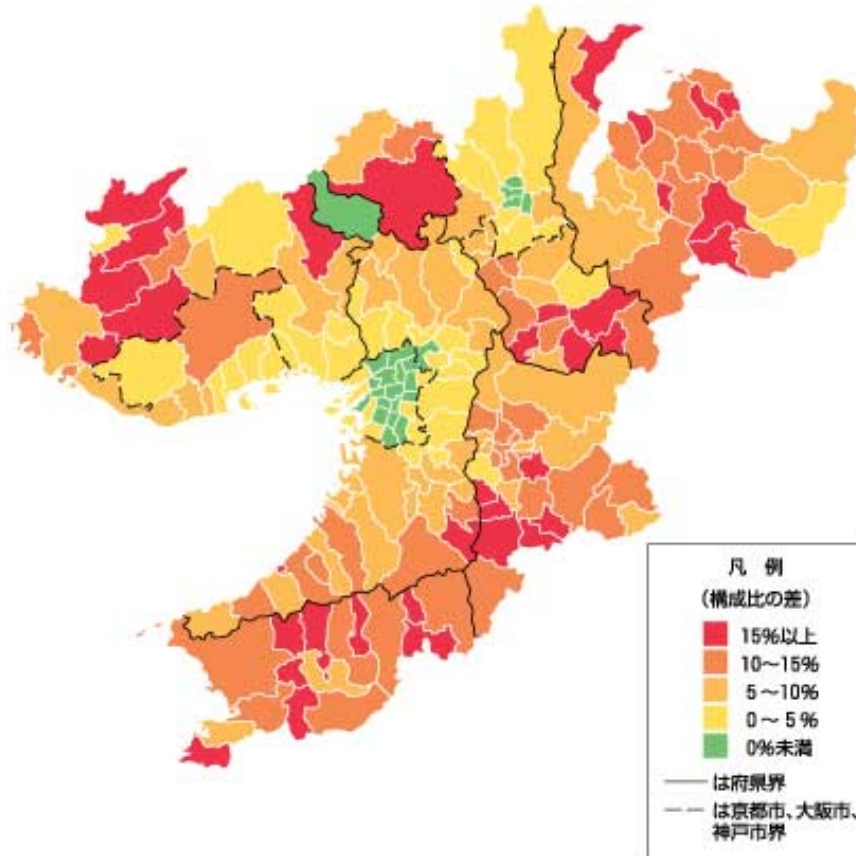 凡 例
(構成比の差)
15%以上
10～15%
5～10%
0～5%
0%未満
は府県界
は京都市、大阪市、
神戸市界